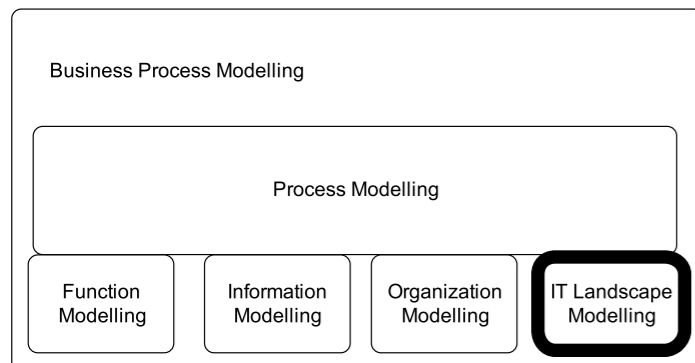 Business Process Modelling
Process Modelling
Function
Modelling
Information
Modelling
Organization
Modelling
IT Landscape
Modelling